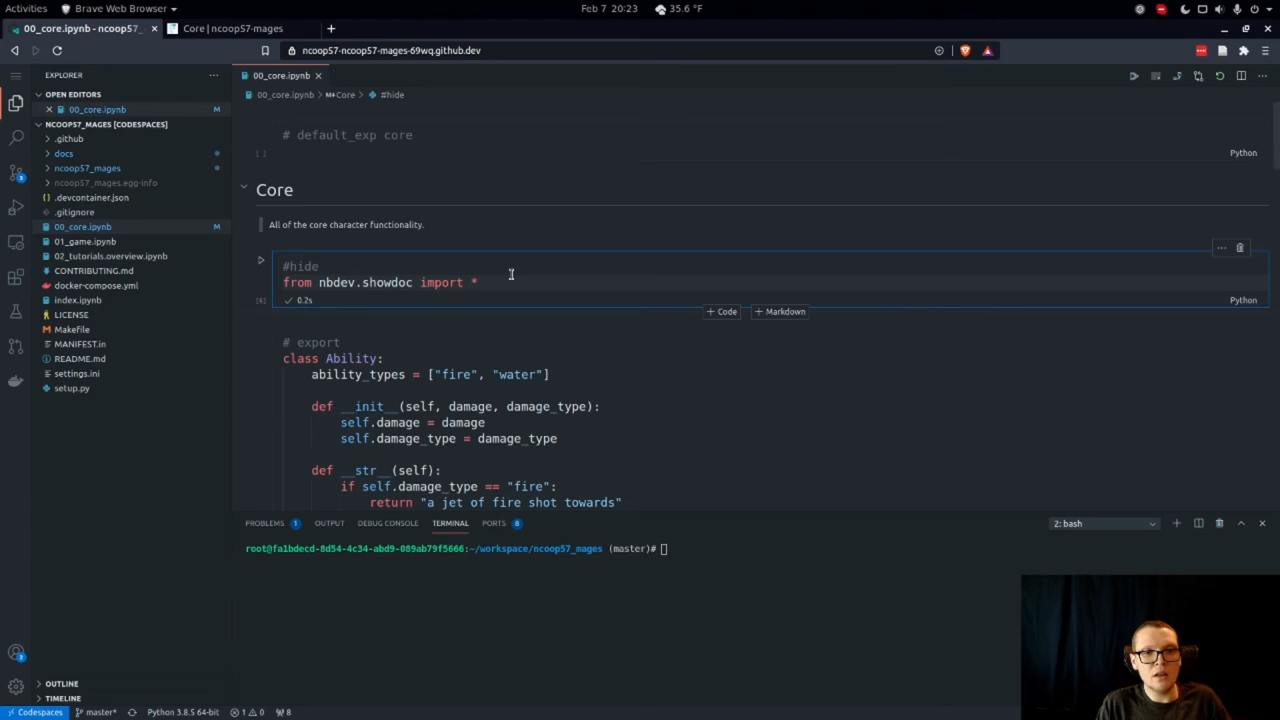 Activities
Brave Web Browser
Feb 7 20:23
35.6 °F
00_core.ipynb - ncoop57_
Core | ncoop57-mages
ncoop57-ncoop57-mages-69wq.github.dev
EXPLORER
00_core.ipynb
OPEN EDITORS
00_core.ipynb > M↓Core > #hide
00_core.ipynb M
NCOOP57_MAGES [CODESPACES]
.github
docs
ncoop57_mages
ncoop57_mages.egg-info
.devcontainer.json
.gitignore
00_core.ipynb M
01_game.ipynb
02_tutorials.overview.ipynb
CONTRIBUTING.md
docker-compose.yml
index.ipynb
LICENSE
Makefile
MANIFEST.in
README.md
settings.ini
setup.py
OUTLINE
TIMELINE
# default_exp core
[ ]
Python
Core
All of the core character functionality.
#hide
from nbdev.showdoc import *
[6]
0.2s
Python
+ Code
+ Markdown
# export
class Ability:
ability_types = ["fire", "water"]
def __init__(self, damage, damage_type):
self.damage = damage
self.damage_type = damage_type
def __str__(self):
if self.damage_type == "fire":
return "a jet of fire shot towards"
PROBLEMS 1
OUTPUT
DEBUG CONSOLE
TERMINAL
PORTS 8
2: bash
root@fa1bdecd-8d54-4c34-abd9-089ab79f5666:~/workspace/ncoop57_mages (master)#
Codespaces
master*
Python 3.8.5 64-bit
1
0
8